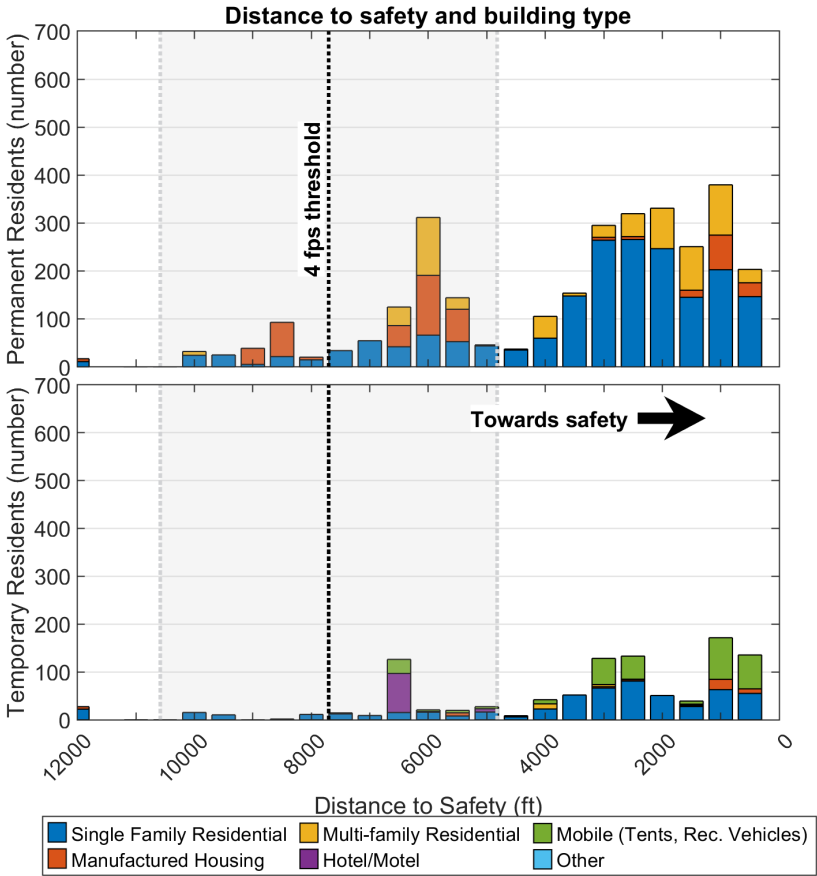 Distance to safety and building type
Permanent Residents (number)
700
600
500
400
300
200
100
0
4 fps threshold
Temporary Residents (number)
700
600
500
400
300
200
100
0
Towards safety
12000
10000
8000
6000
4000
2000
0
Distance to Safety (ft)
Single Family Residential
Multi-family Residential
Mobile (Tents, Rec. Vehicles)
Manufactured Housing
Hotel/Motel
Other